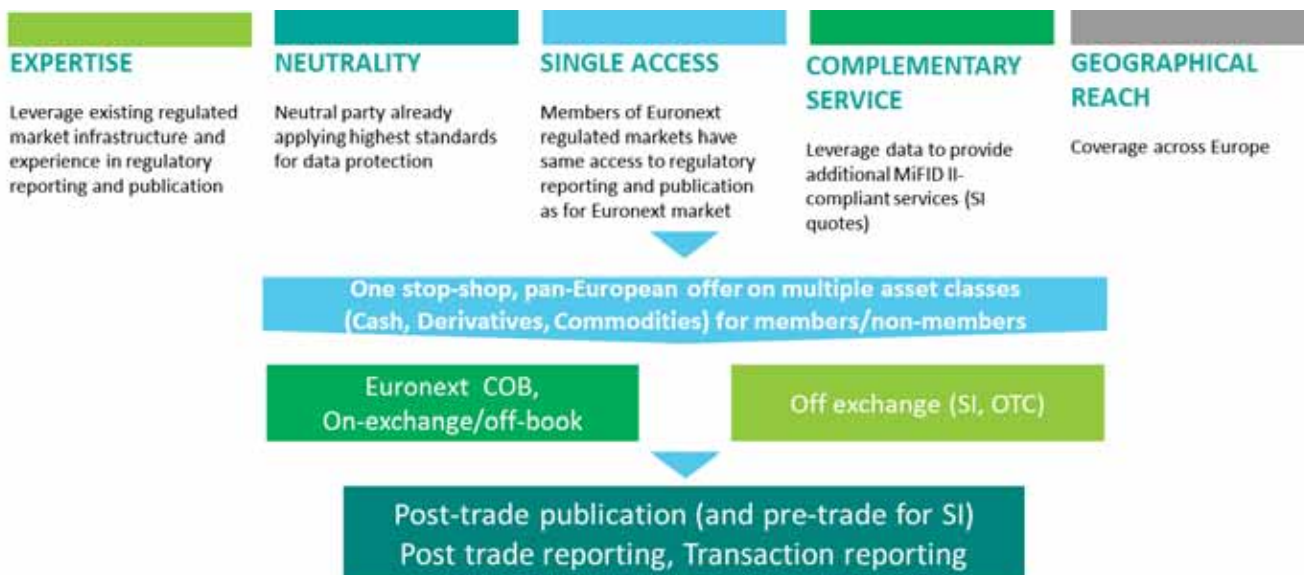 EXPERTISE
Leverage existing regulated
market infrastructure and
experience in regulatory
reporting and publication
NEUTRALITY
Neutral party already
applying highest standards
for data protection
SINGLE ACCESS
Members of Euronext
regulated markets have
same access to regulatory
reporting and publication
as for Euronext market
COMPLEMENTARY
SERVICE
Leverage data to provide
additional MiFID II-
compliant services (SI
quotes)
GEOGRAPHICAL
REACH
Coverage across Europe
One stop-shop, pan-European offer on multiple asset classes
(Cash, Derivatives, Commodities) for members/non-members
Euronext COB,
On-exchange/off-book
Off exchange (SI, OTC)
Post-trade publication (and pre-trade for SI)
Post trade reporting, Transaction reporting